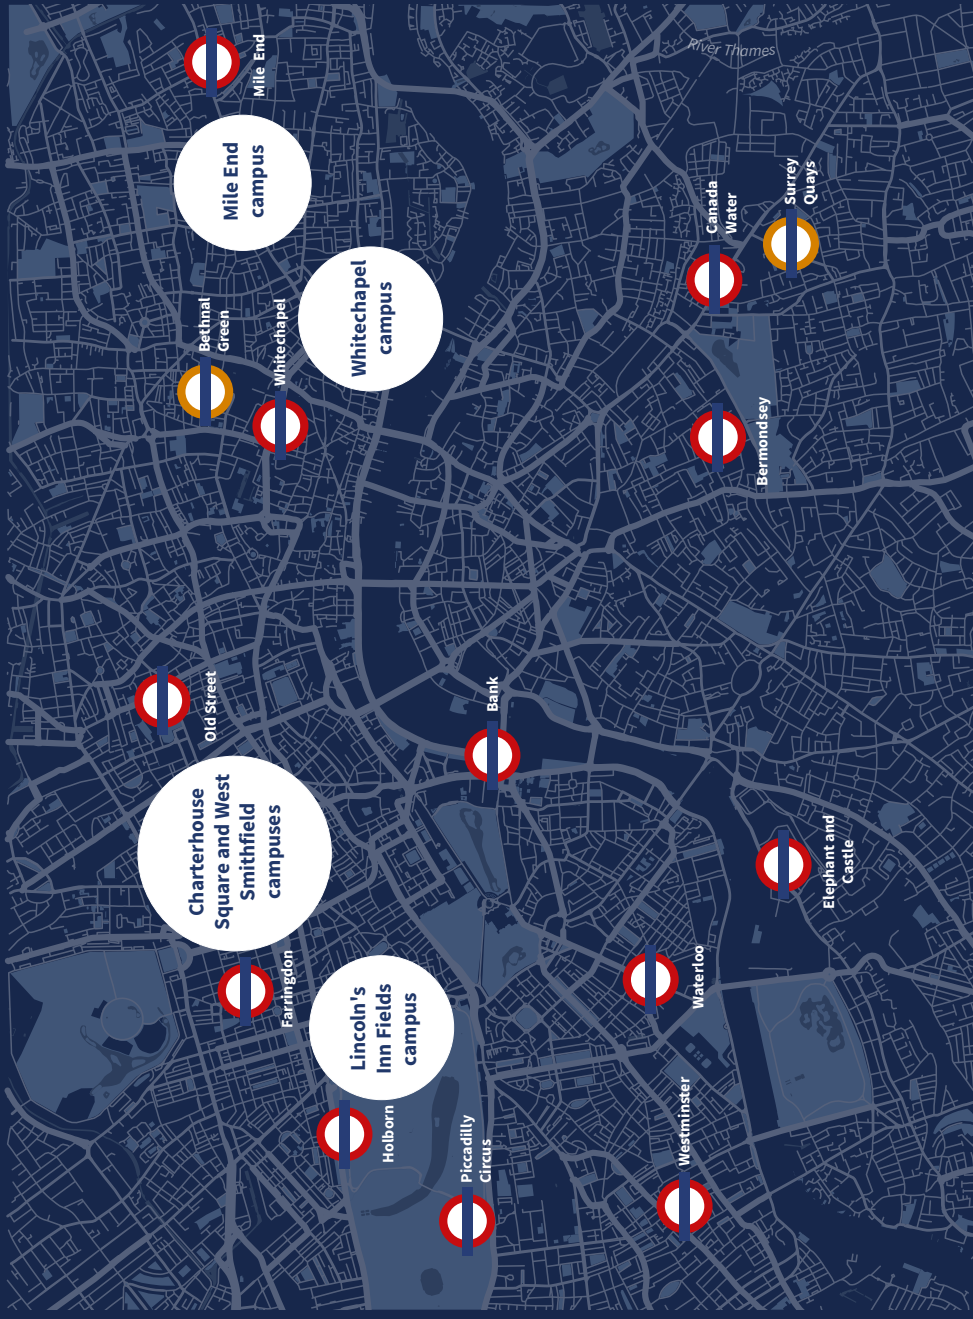 Old Street
Charterhouse
Square and West
Smithfield
campuses
Bethnal
Green
Mile End
campus
Mile End
Whitechapel
Farringdon
Whitechapel
campus
Lincoln's
Inn Fields
campus
Holborn
Piccadilly
Circus
Bank
Westminster
Waterloo
Canada
Water
River Thames
Bermondsey
Surrey
Quays
Elephant and
Castle